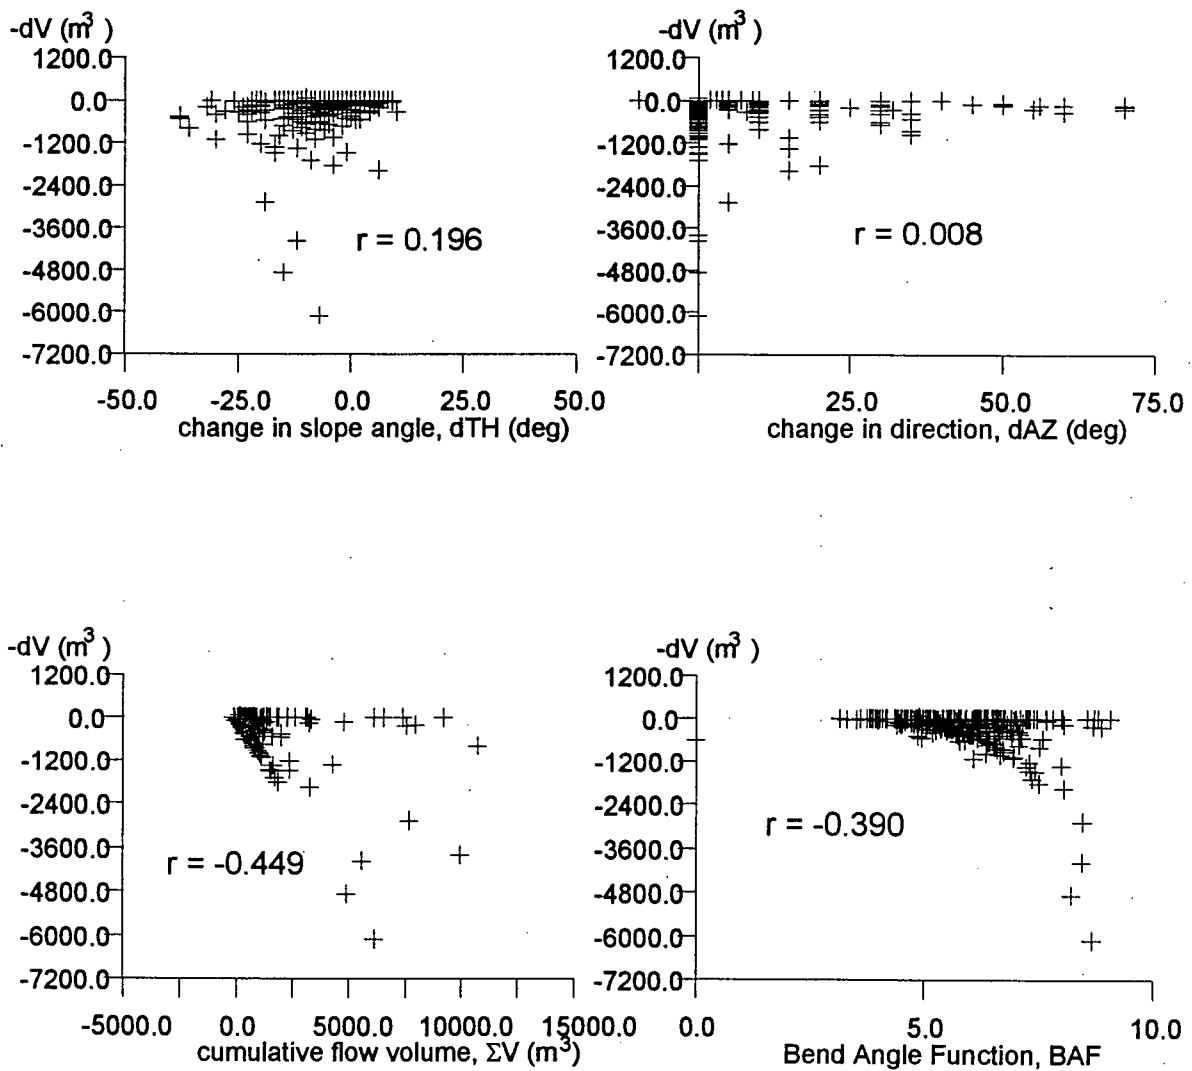 -dV (m³)
1200.0
0.0
-1200.0
-2400.0
-3600.0
-4800.0
-6000.0
-7200.0
r = 0.196
-50.0 -25.0 0.0 25.0 50.0
change in slope angle, dTH (deg)
-dV (m³)
1200.0
0.0
-1200.0
-2400.0
-3600.0
-4800.0
-6000.0
-7200.0
r = 0.008
25.0 50.0 75.0
change in direction, dAZ (deg)
-dV (m³)
1200.0
0.0
-1200.0
-2400.0
-3600.0
-4800.0
-6000.0
-7200.0
r = -0.449
-5000.0 0.0 5000.0 10000.0 15000.0
cumulative flow volume, ΣV (m³)
-dV (m³)
1200.0
0.0
-1200.0
-2400.0
-3600.0
-4800.0
-6000.0
-7200.0
r = -0.390
0.0 5.0 10.0
Bend Angle Function, BAF